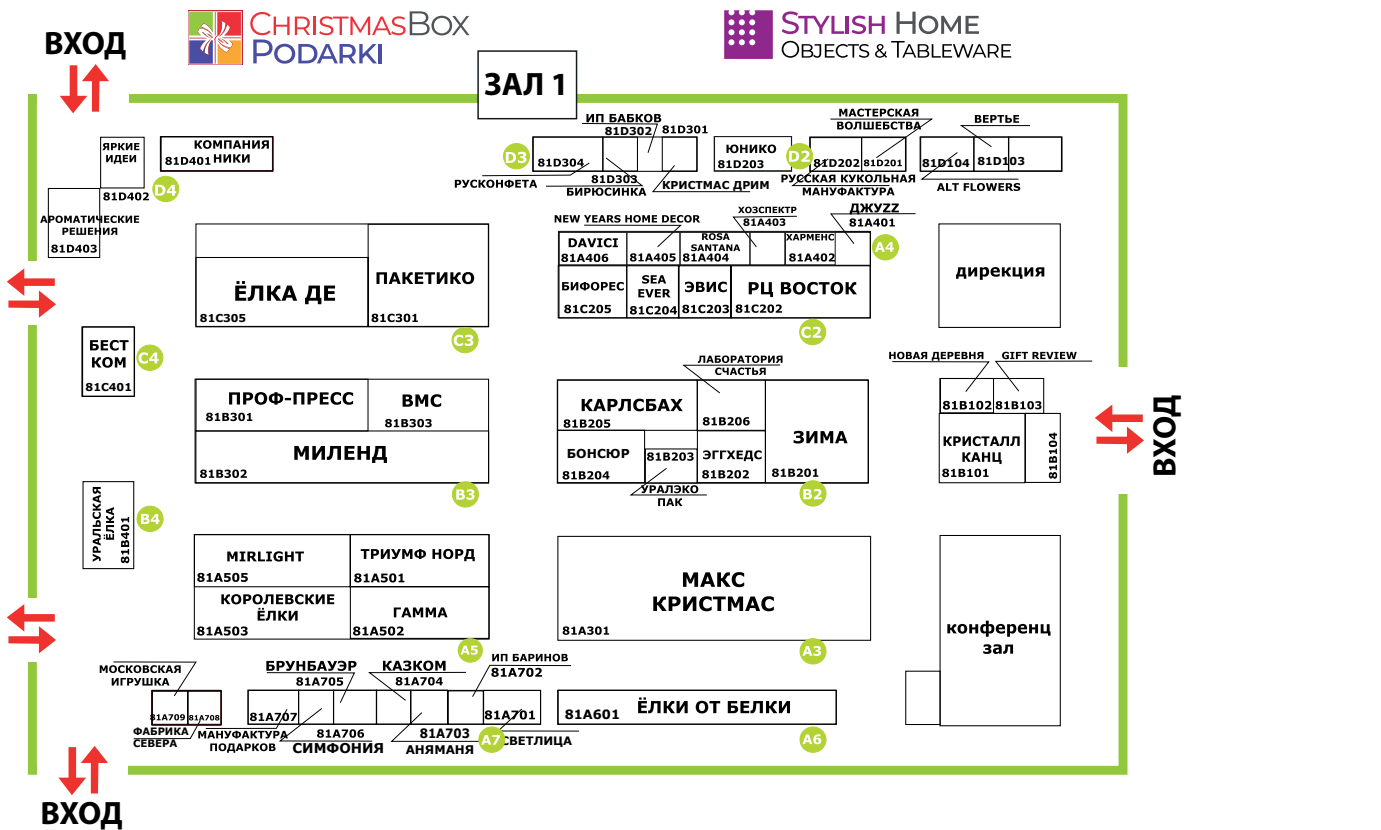 ВХОД
CHRISTMASBOX
PODARKI
STYLISH HOME
OBJECTS & TABLEWARE
ЗАЛ 1
ЯРКИЕ
ИДЕИ
81D402
КОМПАНИЯ
81D401 НИКИ
D4
АРОМАТИЧЕСКИЕ
РЕШЕНИЯ
81D403
D3
81D304
РУСКОНФЕТА
ИП БАБКОВ
81D302
81D301
81D303
БИРЮСИНКА
КРИСТМАС ДРИМ
ЮНИКО
81D203
D2
МАСТЕРСКАЯ
ВОЛШЕБСТВА
81D202
81D201
РУССКАЯ КУКОЛЬНАЯ
МАНУФАКТУРА
ВЕРТЬЕ
81D104
81D103
ALT FLOWERS
ЁЛКА ДЕ
81C305
ПАКЕТИКО
81C301
C3
NEW YEARS HOME DECOR
ХОЗСПЕКТР
81A403
ДЖУZZ
81A401
DAVICI
81A406
81A405
ROSA
SANTANA
81A404
ХАРМЕНС
81A402
A4
БИФОРЕС
81C205
SEA
EVER
81C204
ЭВИС
81C203
РЦ ВОСТОК
81C202
C2
дирекция
БЕСТ
КОМ
81C401
C4
ПРОФ-ПРЕСС
81B301
ВМС
81B303
МИЛЕНД
81B302
B3
ЛАБОРАТОРИЯ
СЧАСТЬЯ
КАРЛСБАХ
81B205
81B206
ЗИМА
81B201
БОНСЮР
81B204
81B203
УРАЛЭКО
ПАК
ЭГГХЕДС
81B202
B2
НОВАЯ ДЕРЕВНЯ
GIFT REVIEW
81B102
81B103
КРИСТАЛЛ
КАНЦ
81B101
81B104
ВХОД
УРАЛЬСКАЯ
ЁЛКА
81B401
B4
MIRLIGHT
81A505
ТРИУМФ НОРД
81A501
КОРОЛЕВСКИЕ
ЁЛКИ
81A503
ГАММА
81A502
A5
МАКС
КРИСТМАС
81A301
A3
конференц
зал
МОСКОВСКАЯ
ИГРУШКА
81A709
81A708
ФАБРИКА
СЕВЕРА
БРУНБАУЭР
81A705
КАЗКОМ
81A704
ИП БАРИНОВ
81A702
81A707
МАНУФАКТУРА
ПОДАРКОВ
81A706
СИМФОНИЯ
81A703
АНЯМАНЯ
81A701
A7
СВЕТЛИЦА
ЁЛКИ ОТ БЕЛКИ
81A601
A6
ВХОД